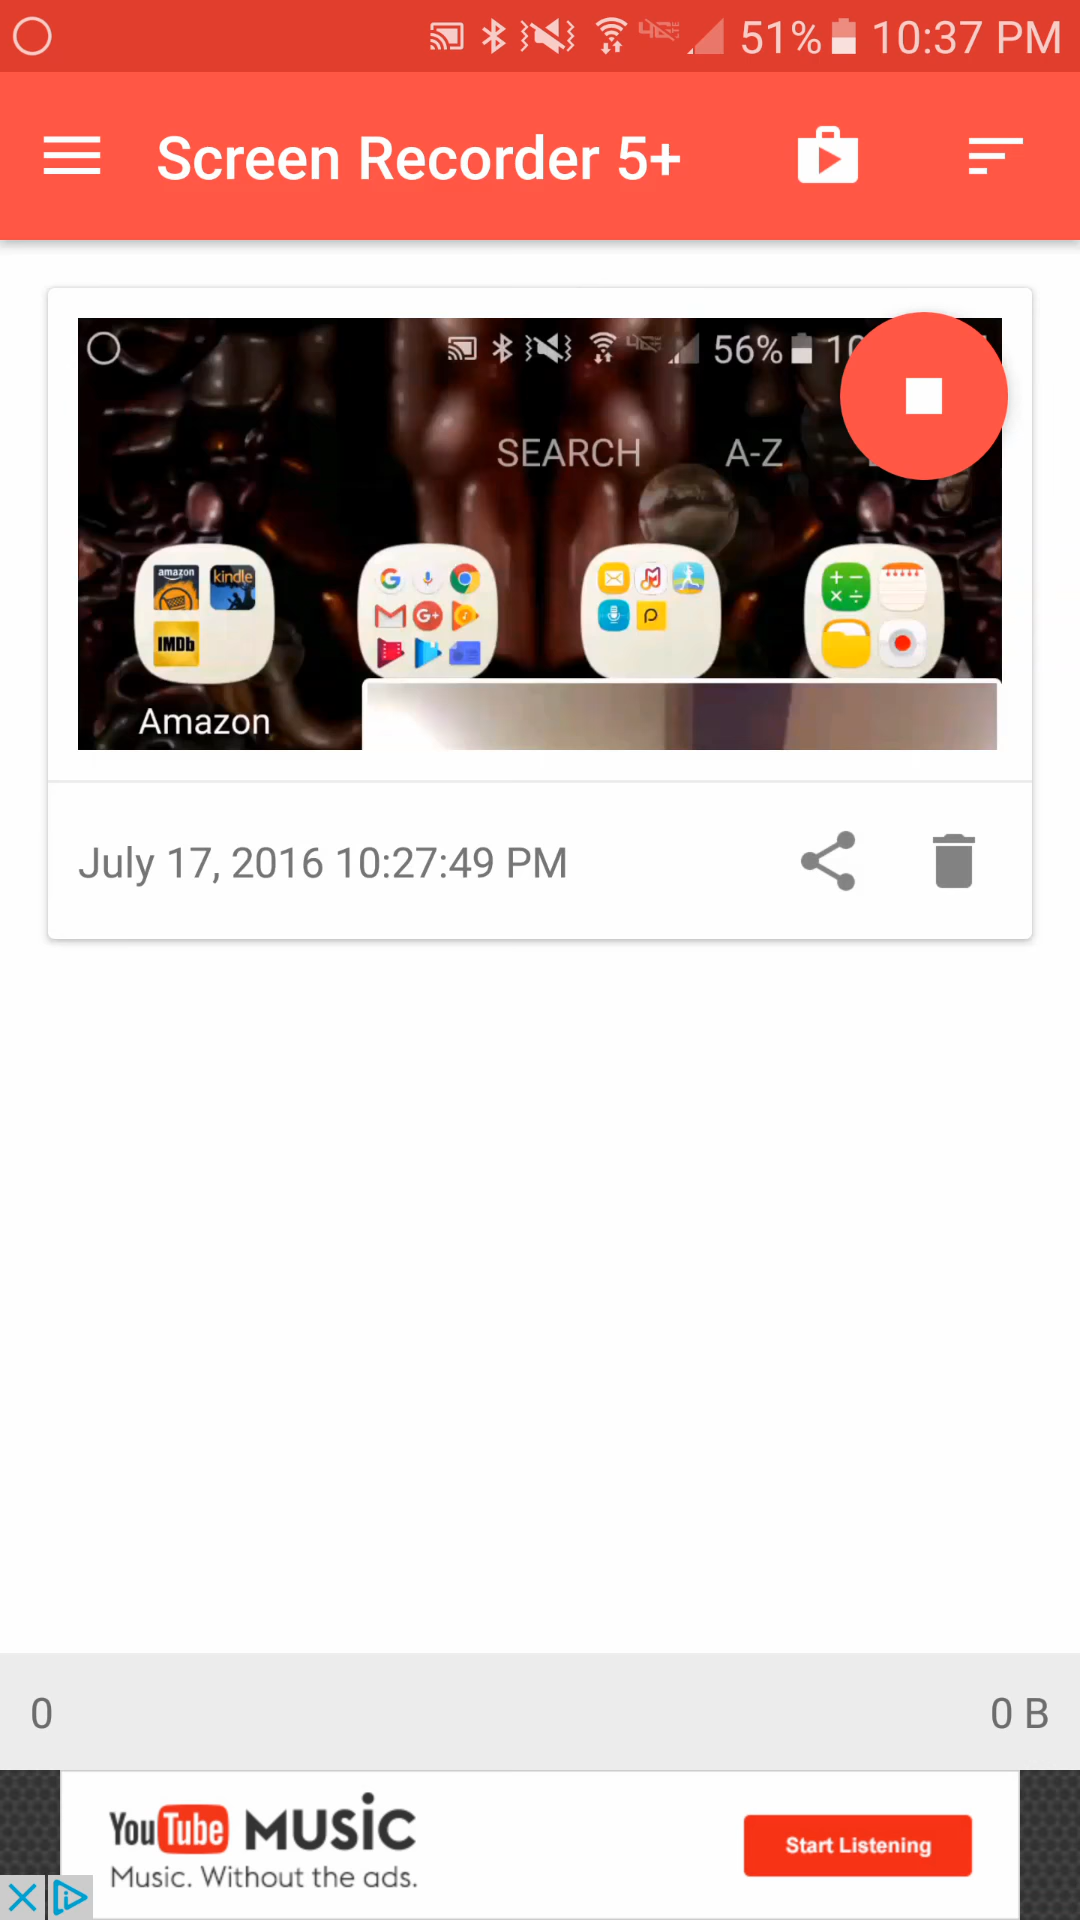 51% 10:37 PM
Screen Recorder 5+
56%
SEARCH A-Z
amazon kindle
IMDb
Amazon
July 17, 2016 10:27:49 PM
0 0 B
YouTube MUSIC
Music. Without the ads.
Start Listening